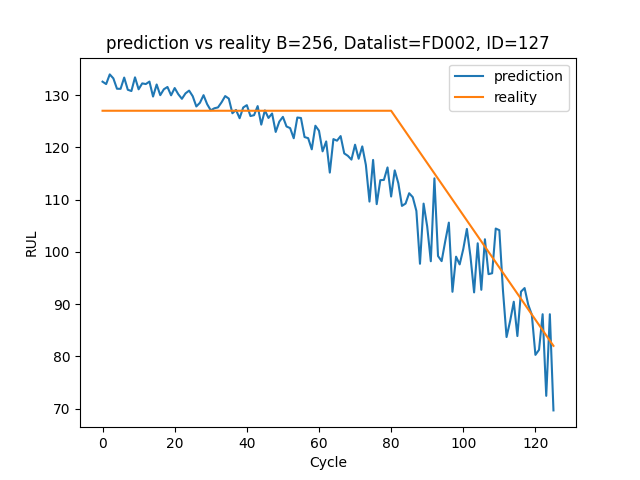 prediction vs reality B=256, Datalist=FD002, ID=127
prediction
reality
RUL
130
120
110
100
90
80
70
0 20 40 60 80 100 120
Cycle